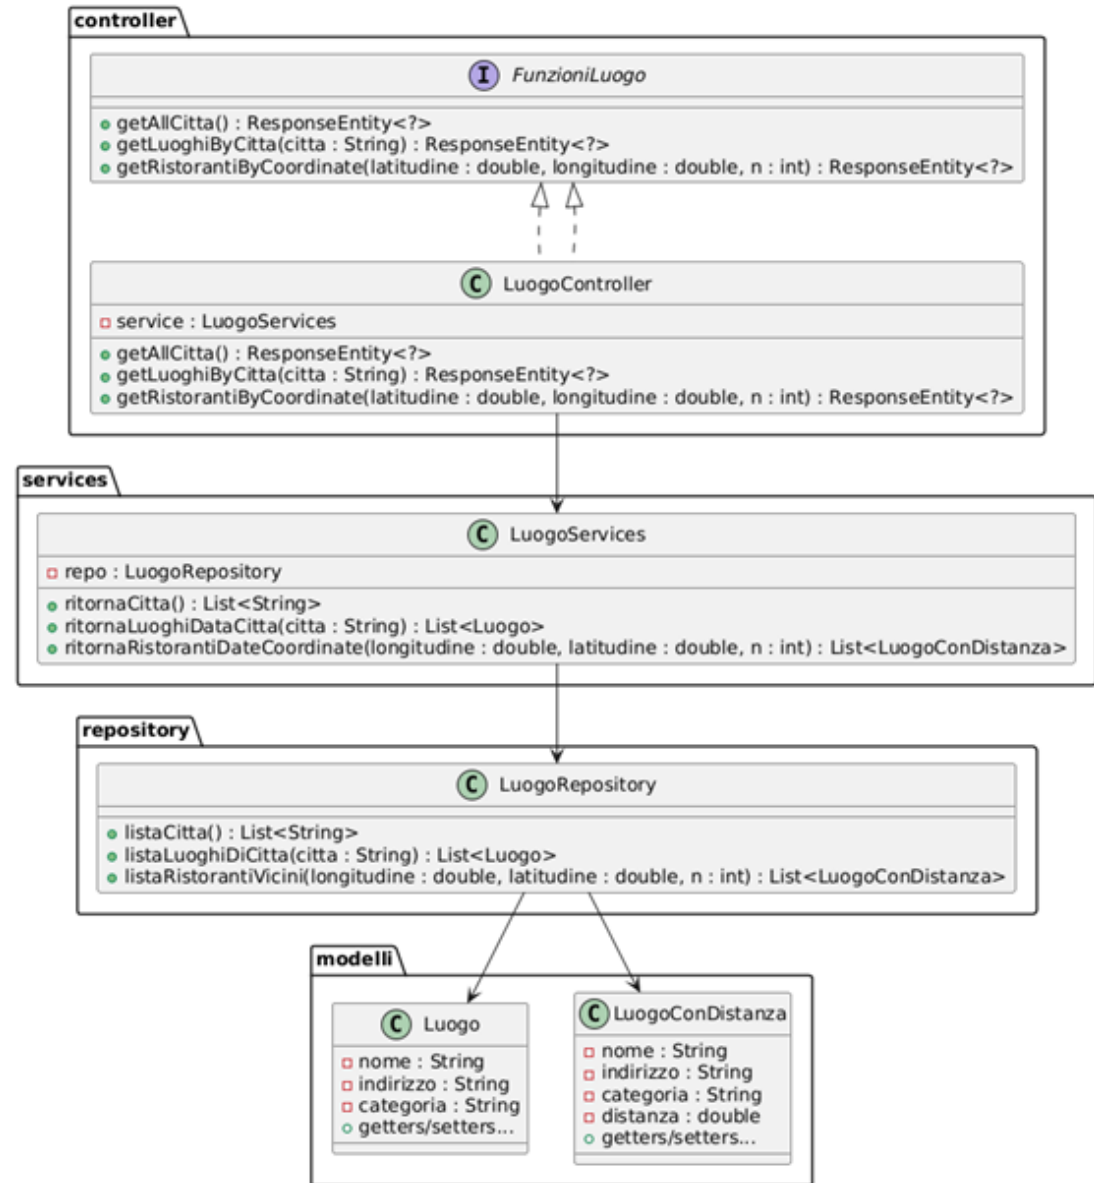 controller
I FunzioniLuogo
getAllCitta() : ResponseEntity<?>
getLuoghiByCitta(citta : String) : ResponseEntity<?>
getRistorantiByCoordinate(latitudine : double, longitudine : double, n : int) : ResponseEntity<?>
C LuogoController
service : LuogoServices
getAllCitta() : ResponseEntity<?>
getLuoghiByCitta(citta : String) : ResponseEntity<?>
getRistorantiByCoordinate(latitudine : double, longitudine : double, n : int) : ResponseEntity<?>
services
C LuogoServices
repo : LuogoRepository
ritornaCitta() : List<String>
ritornaLuoghiDataCitta(citta : String) : List<Luogo>
ritornaRistorantiDateCoordinate(longitudine : double, latitudine : double, n : int) : List<LuogoConDistanza>
repository
C LuogoRepository
listaCitta() : List<String>
listaLuoghiDiCitta(citta : String) : List<Luogo>
listaRistorantiVicini(longitudine : double, latitudine : double, n : int) : List<LuogoConDistanza>
modelli
C Luogo
nome : String
indirizzo : String
categoria : String
getters/setters...
C LuogoConDistanza
nome : String
indirizzo : String
categoria : String
distanza : double
getters/setters...